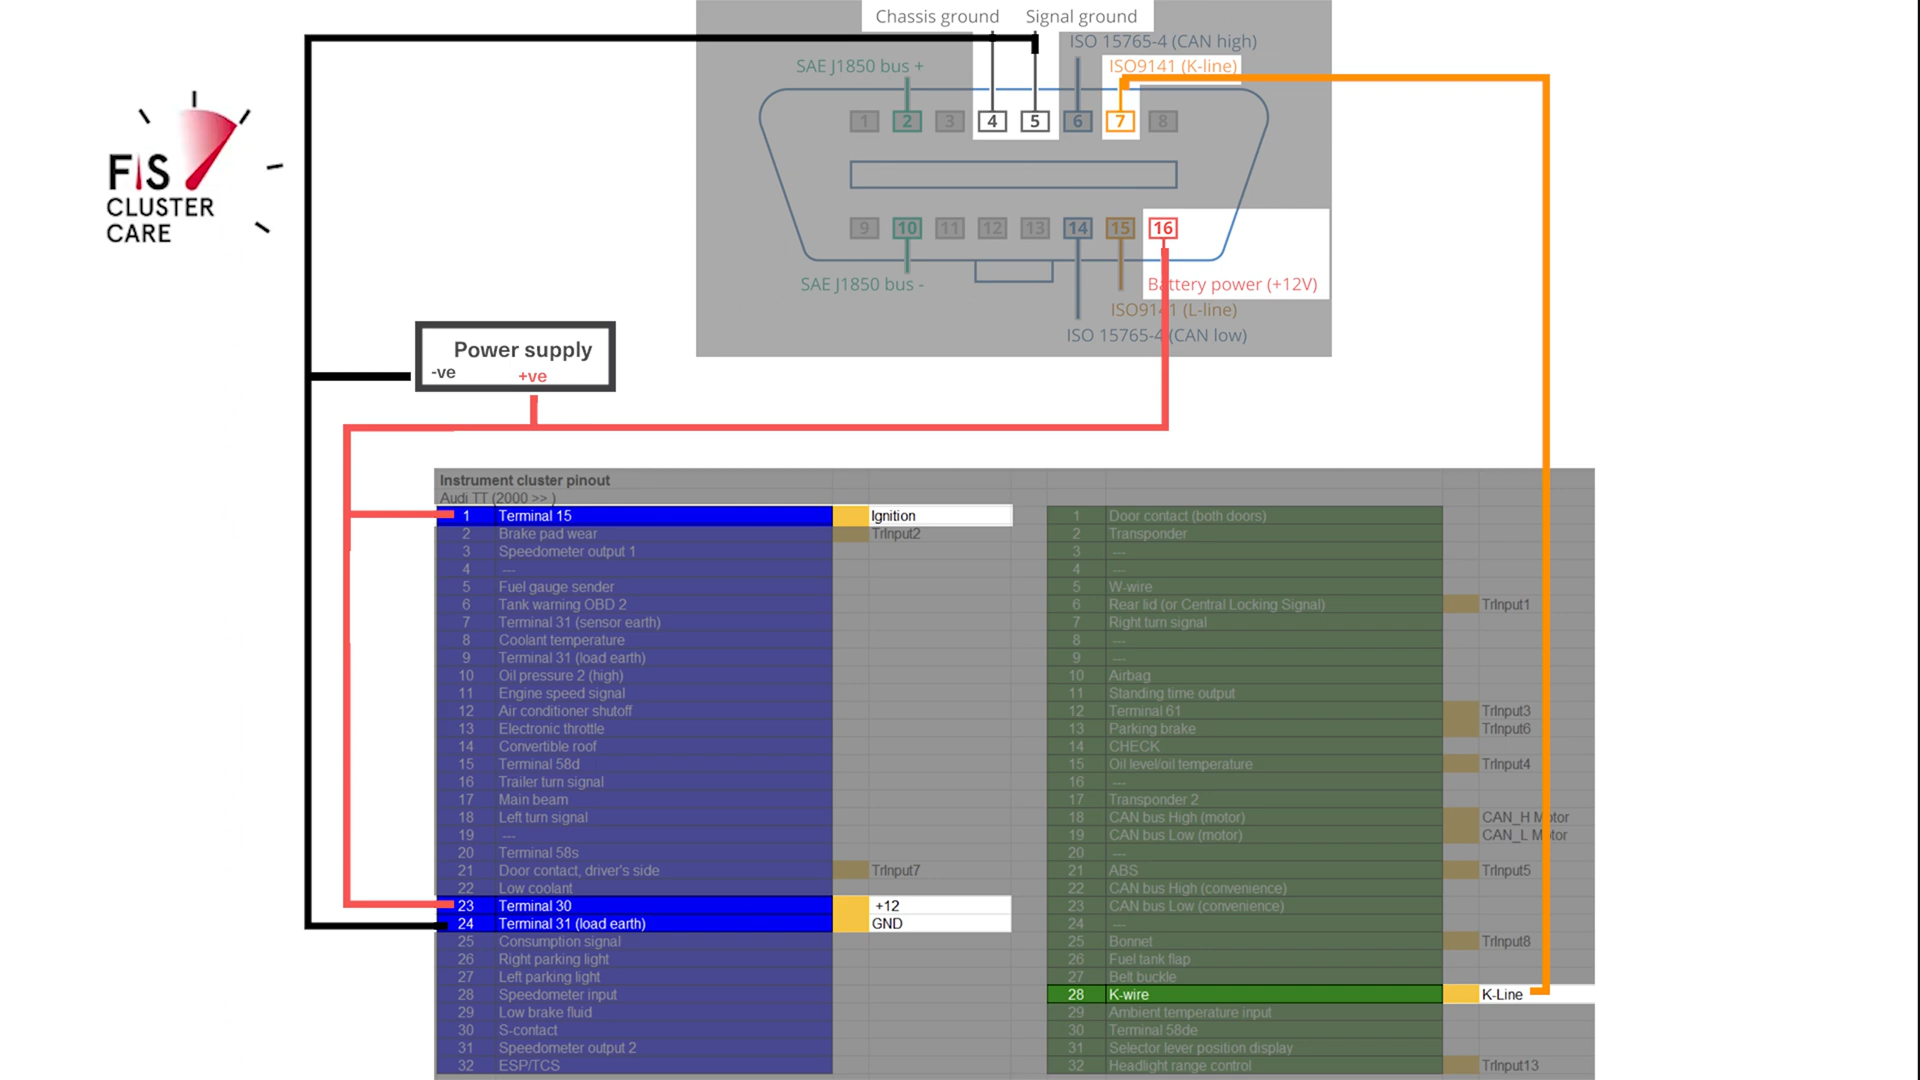 Chassis ground
Signal ground
ISO 15765-4 (CAN high)
SAE J1850 bus +
ISO9141 (K-line)
1 2 3 4 5 6 7 8
9 10 11 12 13 14 15 16
SAE J1850 bus -
Battery power (+12V)
ISO9141 (L-line)
ISO 15765-4 (CAN low)
FIS
CLUSTER
CARE
Power supply
-ve
+ve
Instrument cluster pinout
Audi TT (2000 >> )
1 Terminal 15 Ignition
2 Brake pad wear TrInput2
3 Speedometer output 1
4 ---
5 Fuel gauge sender
6 Tank warning OBD 2
7 Terminal 31 (sensor earth)
8 Coolant temperature
9 Terminal 31 (load earth)
10 Oil pressure 2 (high)
11 Engine speed signal
12 Air conditioner shutoff
13 Electronic throttle
14 Convertible roof
15 Terminal 58d
16 Trailer turn signal
17 Main beam
18 Left turn signal
19 ---
20 Terminal 58s
21 Door contact, driver's side TrInput7
22 Low coolant
23 Terminal 30 +12
24 Terminal 31 (load earth) GND
25 Consumption signal
26 Right parking light
27 Left parking light
28 Speedometer input
29 Low brake fluid
30 S-contact
31 Speedometer output 2
32 ESP/TCS
1 Door contact (both doors)
2 Transponder
3 ---
4 ---
5 W-wire
6 Rear lid (or Central Locking Signal) TrInput1
7 Right turn signal
8 ---
9 ---
10 Airbag
11 Standing time output
12 Terminal 61 TrInput3
13 Parking brake TrInput6
14 CHECK
15 Oil level/oil temperature TrInput4
16 ---
17 Transponder 2
18 CAN bus High (motor) CAN_H Motor
19 CAN bus Low (motor) CAN_L Motor
20 ---
21 ABS TrInput5
22 CAN bus High (convenience)
23 CAN bus Low (convenience)
24 ---
25 Bonnet TrInput8
26 Fuel tank flap
27 Belt buckle
28 K-wire K-Line
29 Ambient temperature input
30 Terminal 58de
31 Selector lever position display
32 Headlight range control TrInput13